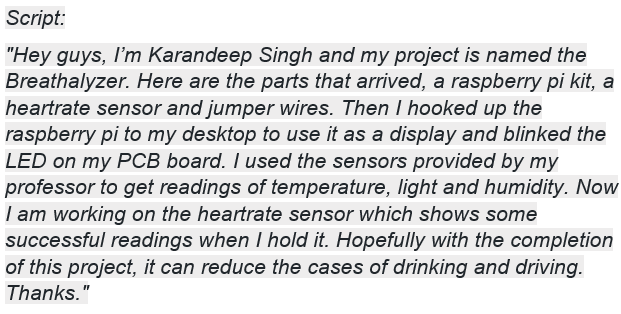 Script:
"Hey guys, I’m Karandeep Singh and my project is named the
Breathalyzer. Here are the parts that arrived, a raspberry pi kit, a
heartrate sensor and jumper wires. Then I hooked up the
raspberry pi to my desktop to use it as a display and blinked the
LED on my PCB board. I used the sensors provided by my
professor to get readings of temperature, light and humidity. Now
I am working on the heartrate sensor which shows some
successful readings when I hold it. Hopefully with the completion
of this project, it can reduce the cases of drinking and driving.
Thanks."